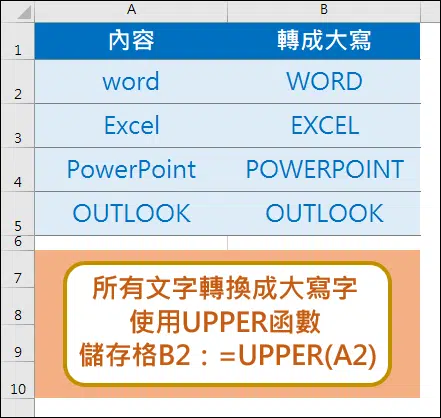 A B
1 內容 轉成大寫
2 word WORD
3 Excel EXCEL
4 PowerPoint POWERPOINT
5 OUTLOOK OUTLOOK
6
7 所有文字轉換成大寫字
8 使用UPPER函數
9 儲存格B2：=UPPER(A2)
10